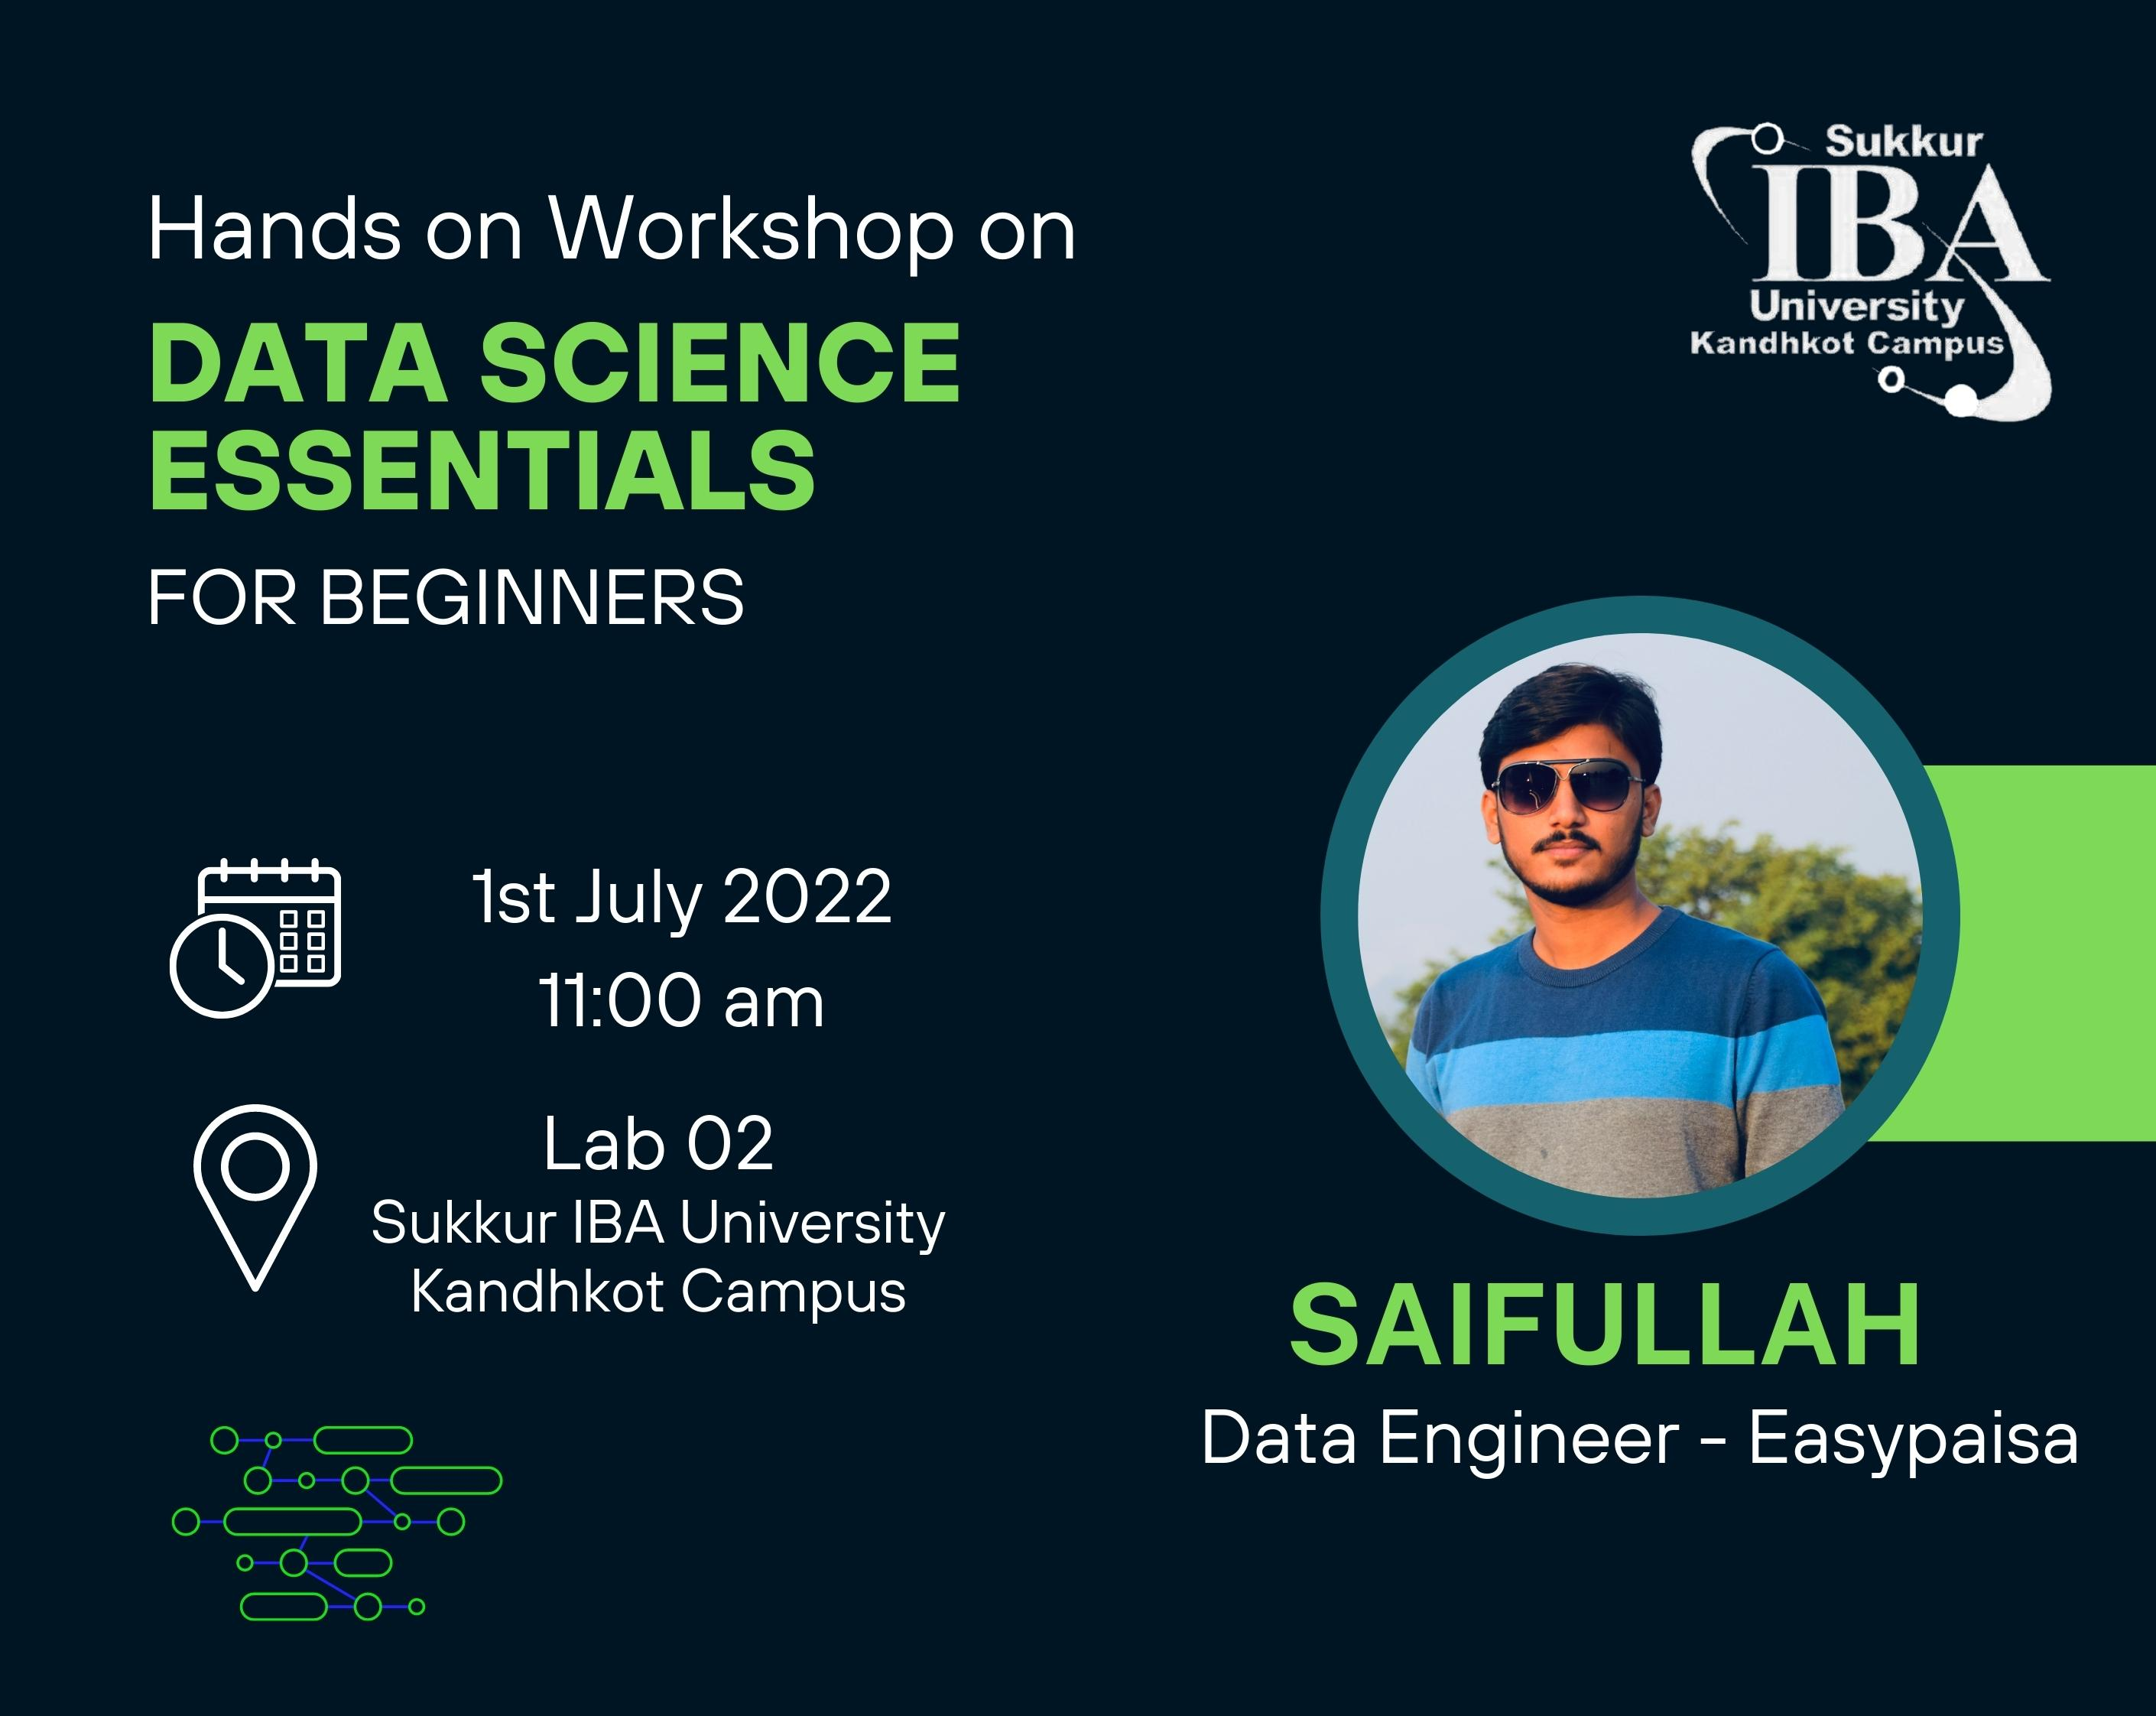 Hands on Workshop on
DATA SCIENCE
ESSENTIALS
FOR BEGINNERS
Sukkur
IBA
University
Kandhkot Campus
1st July 2022
11:00 am
Lab 02
Sukkur IBA University
Kandhkot Campus
SAIFULLAH
Data Engineer - Easypaisa